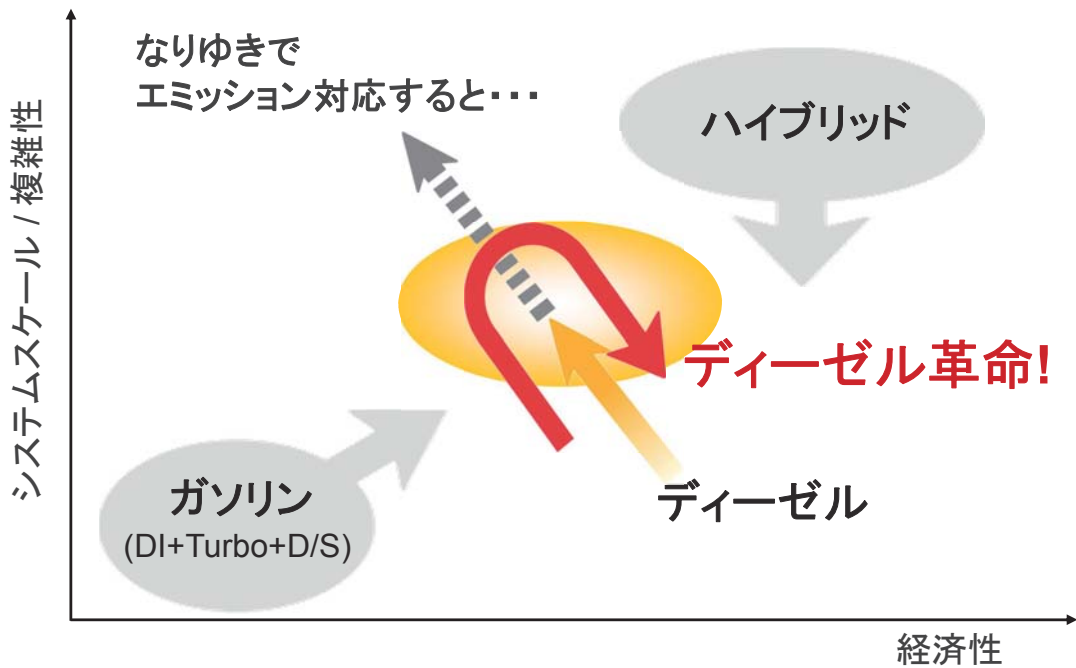 なりゆきで
エミッション対応すると・・・
ハイブリッド
システムスケール / 複雑性
ディーゼル革命!
ディーゼル
ガソリン
(DI+Turbo+D/S)
経済性